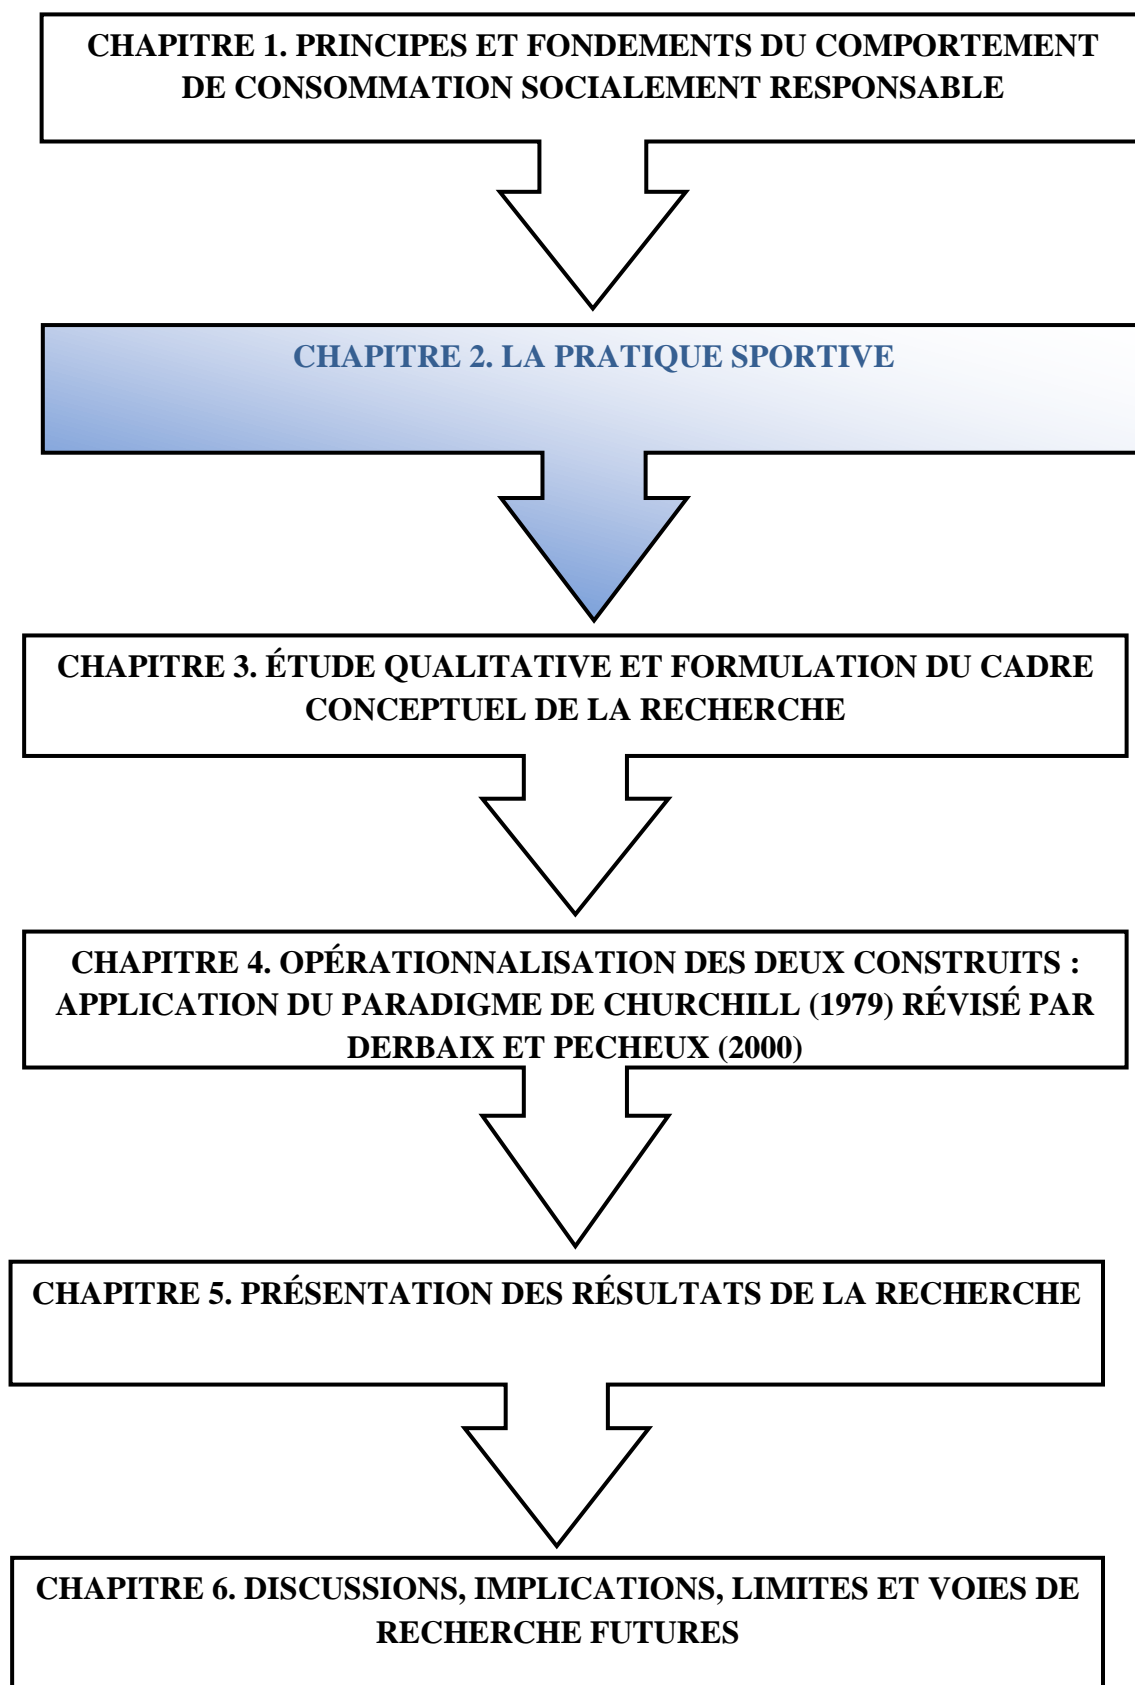 CHAPITRE 1. PRINCIPES ET FONDEMENTS DU COMPORTEMENT
DE CONSOMMATION SOCIALEMENT RESPONSABLE
CHAPITRE 2. LA PRATIQUE SPORTIVE
CHAPITRE 3. ÉTUDE QUALITATIVE ET FORMULATION DU CADRE
CONCEPTUEL DE LA RECHERCHE
CHAPITRE 4. OPÉRATIONNALISATION DES DEUX CONSTRUITS :
APPLICATION DU PARADIGME DE CHURCHILL (1979) RÉVISÉ PAR
DERBAIX ET PECHEUX (2000)
CHAPITRE 5. PRÉSENTATION DES RÉSULTATS DE LA RECHERCHE
CHAPITRE 6. DISCUSSIONS, IMPLICATIONS, LIMITES ET VOIES DE
RECHERCHE FUTURES